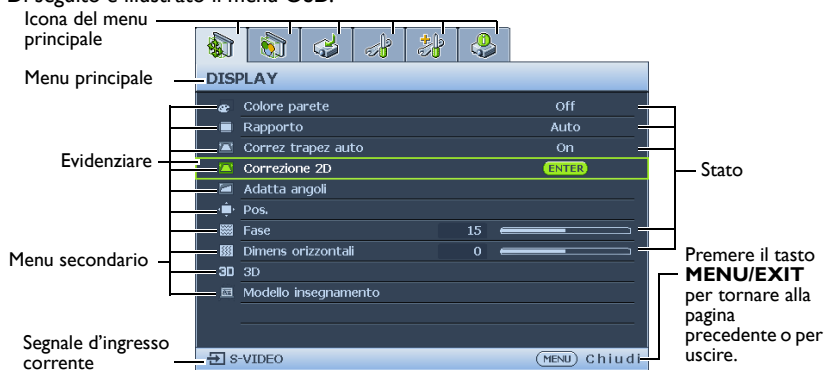 Di seguito è illustrato il menu OSD.
Icona del menu
principale
Menu principale
DISPLAY
Colore parete Off
Rapporto Auto
Correz trapez auto On
Evidenziare
Correzione 2D ENTER
Stato
Adatta angoli
Pos.
Fase 15
Dimens orizzontali 0
Menu secondario
3D 3D
Modello insegnamento
Premere il tasto
MENU/EXIT
per tornare alla
pagina
precedente o per
uscire.
Segnale d'ingresso
corrente
S-VIDEO
MENU Chiudi